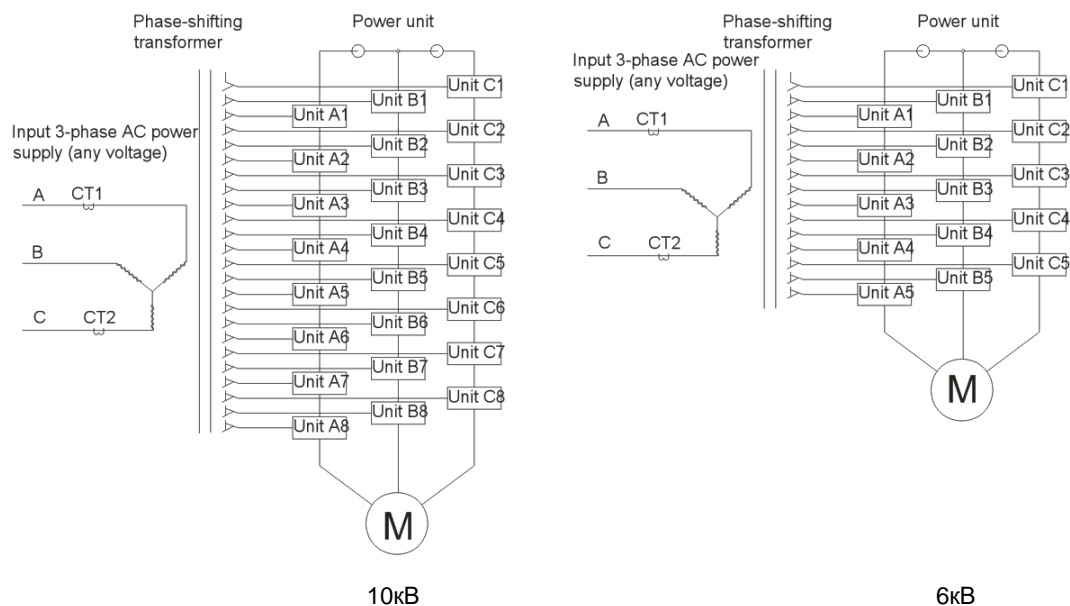 Phase-shifting
transformer
Power unit
Input 3-phase AC power
supply (any voltage)
A
CT1
B
C
CT2
Unit C1
Unit B1
Unit A1
Unit C2
Unit B2
Unit A2
Unit C3
Unit B3
Unit A3
Unit C4
Unit B4
Unit A4
Unit C5
Unit B5
Unit A5
Unit C6
Unit B6
Unit A6
Unit C7
Unit B7
Unit A7
Unit C8
Unit B8
Unit A8
M
10кВ
Phase-shifting
transformer
Power unit
Input 3-phase AC power
supply (any voltage)
A
CT1
B
C
CT2
Unit C1
Unit B1
Unit A1
Unit C2
Unit B2
Unit A2
Unit C3
Unit B3
Unit A3
Unit C4
Unit B4
Unit A4
Unit C5
Unit B5
Unit A5
M
6кВ